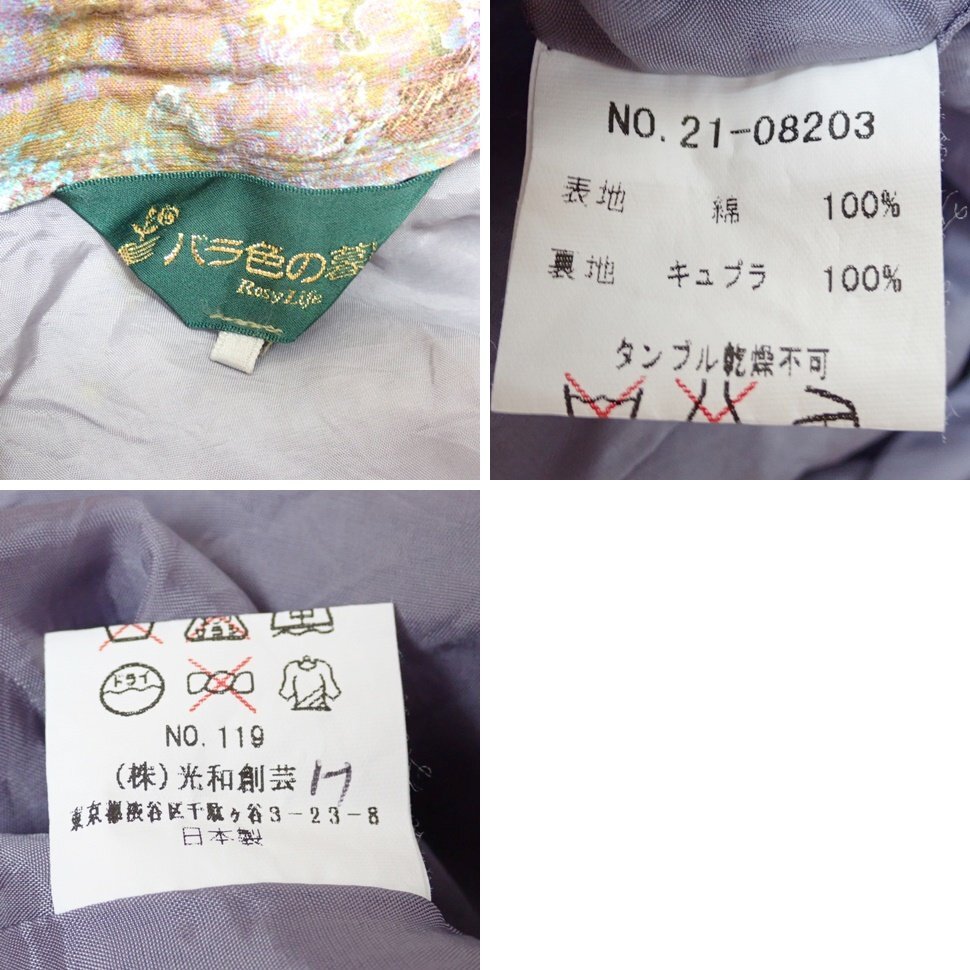 バラ色の暮
Rosy Life
NO. 21-08203
表地 綿 100%
裏地 キュプラ 100%
タンブル乾燥不可
ドライ
NO. 119
(株)光和創芸
東京都渋谷区千駄ヶ谷3-23-8
日本製